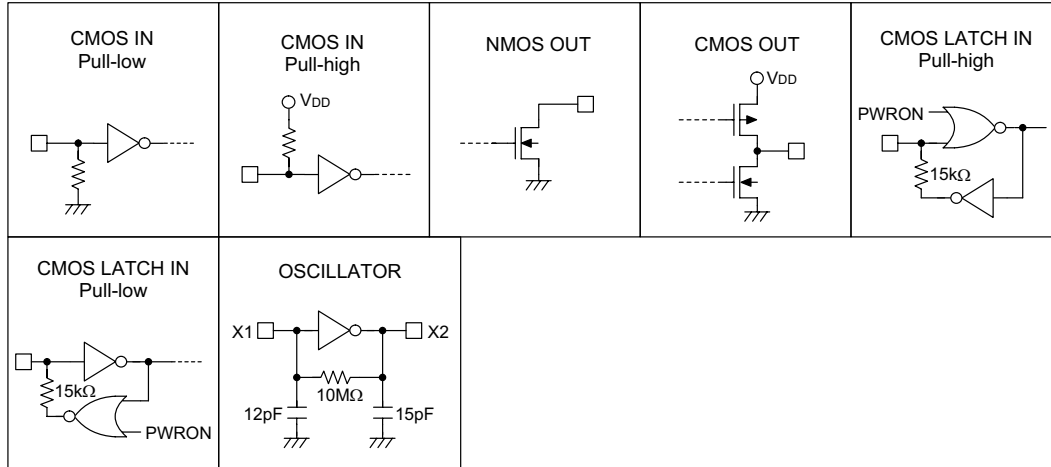 CMOS IN
Pull-low
CMOS IN
Pull-high
VDD
NMOS OUT
CMOS OUT
VDD
CMOS LATCH IN
Pull-high
PWRON
15kΩ
CMOS LATCH IN
Pull-low
15kΩ
PWRON
OSCILLATOR
X1
X2
10MΩ
12pF
15pF